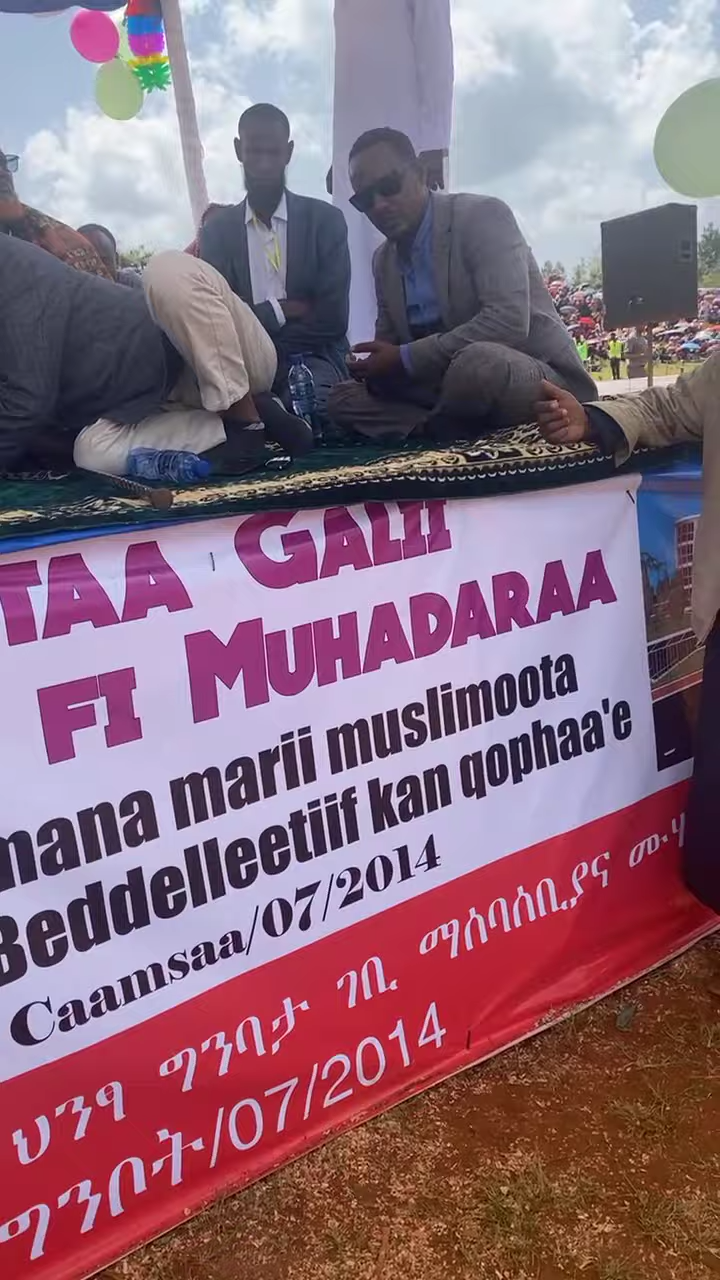 TAA GALII
FI MUHADARAA
mana marii muslimoota
Beddelleetiif kan qophaa'e
Caamsaa/07/2014
ህንፃ ግንባታ ገቢ ማሰባሰቢያና
ግንቦት/07/2014